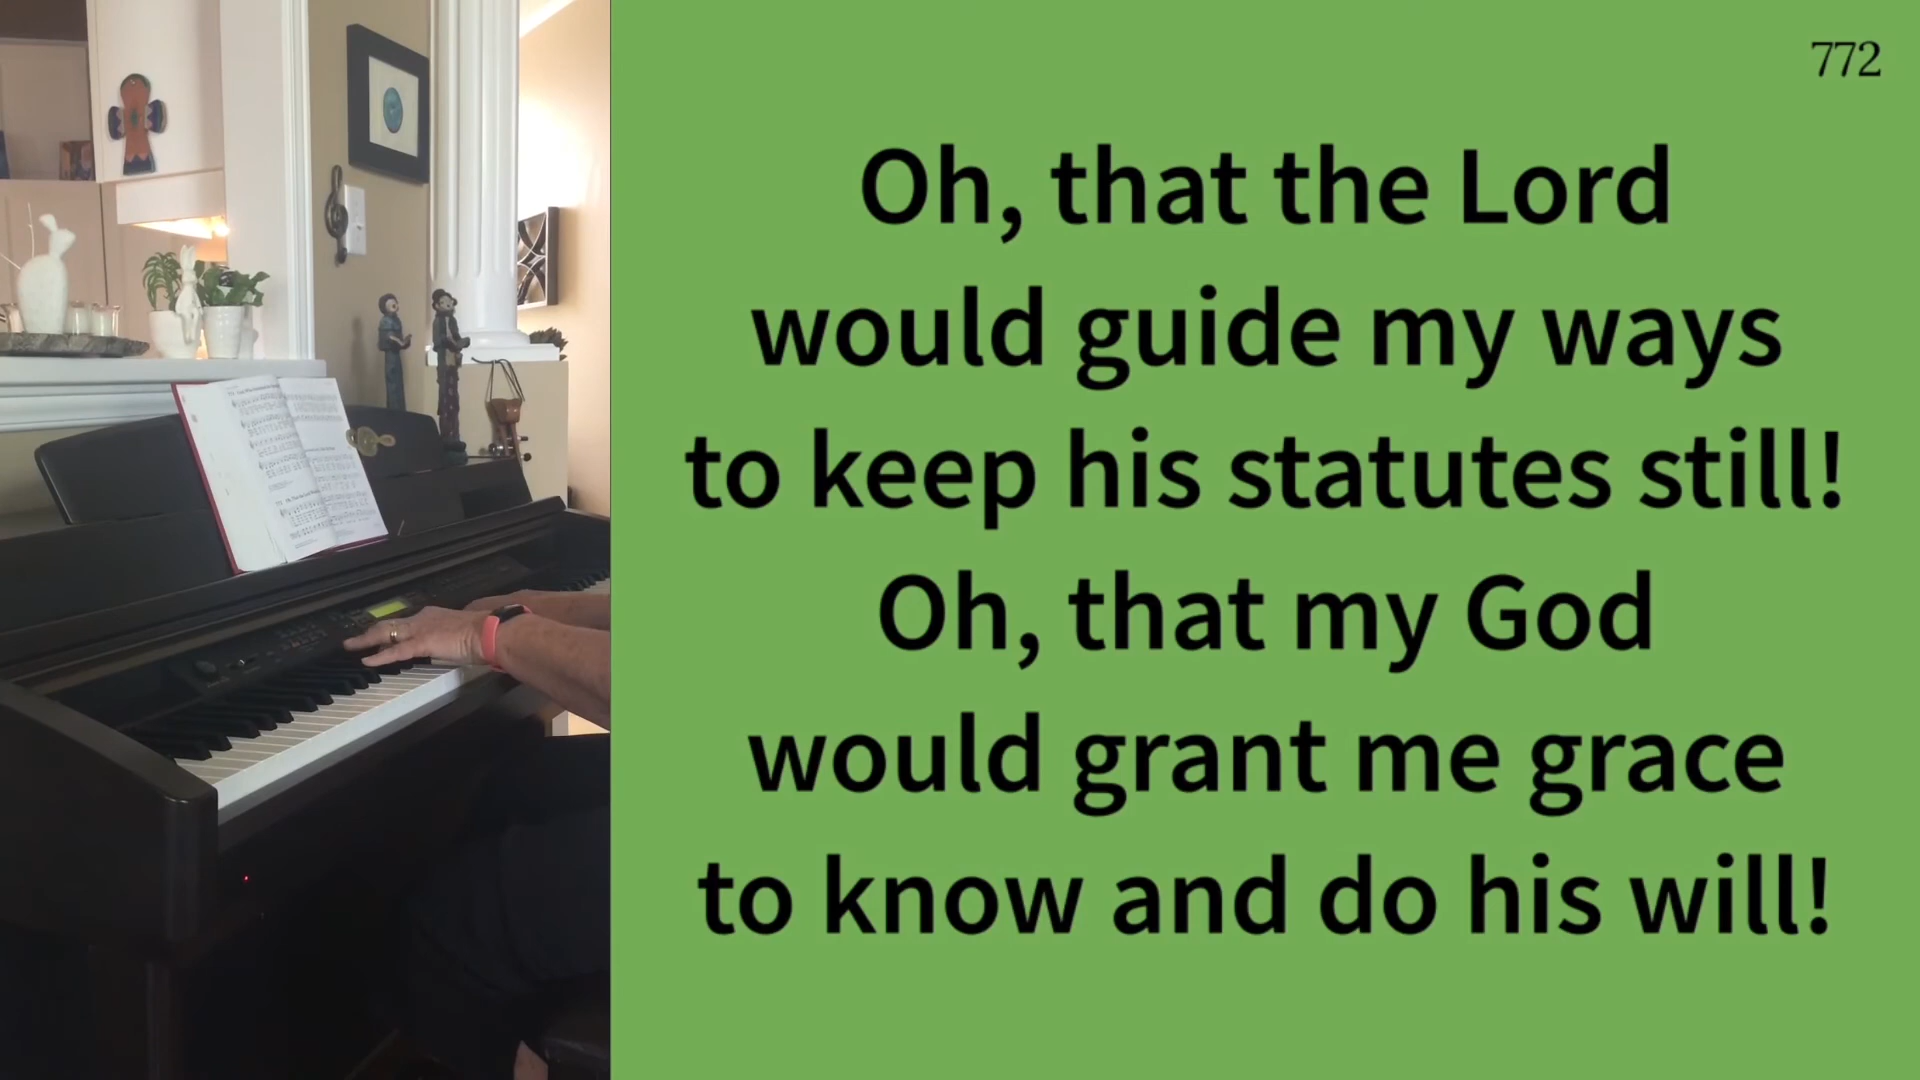 772
Oh, that the Lord
would guide my ways
to keep his statutes still!
Oh, that my God
would grant me grace
to know and do his will!